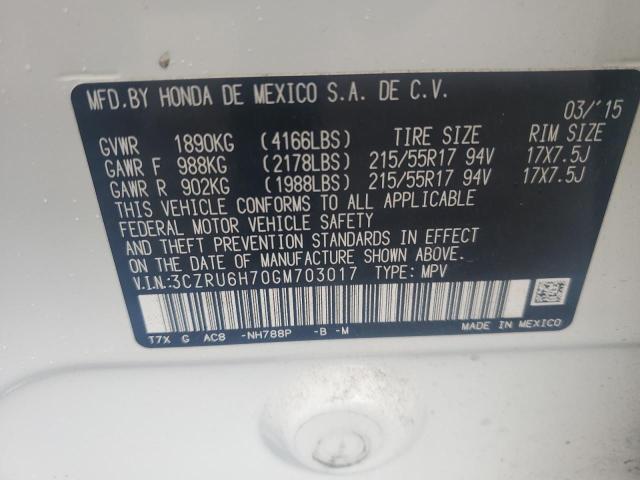 MFD.BY HONDA DE MEXICO S.A. DE C.V.
03/'15
GVWR 1890KG (4166LBS) TIRE SIZE RIM SIZE
GAWR F 988KG (2178LBS) 215/55R17 94V 17X7.5J
GAWR R 902KG (1988LBS) 215/55R17 94V 17X7.5J
THIS VEHICLE CONFORMS TO ALL APPLICABLE
FEDERAL MOTOR VEHICLE SAFETY
AND THEFT PREVENTION STANDARDS IN EFFECT
ON THE DATE OF MANUFACTURE SHOWN ABOVE.
V.I.N.:3CZRU6H70GM703017 TYPE: MPV
T7X G AC8 -NH788P -B -M
MADE IN MEXICO